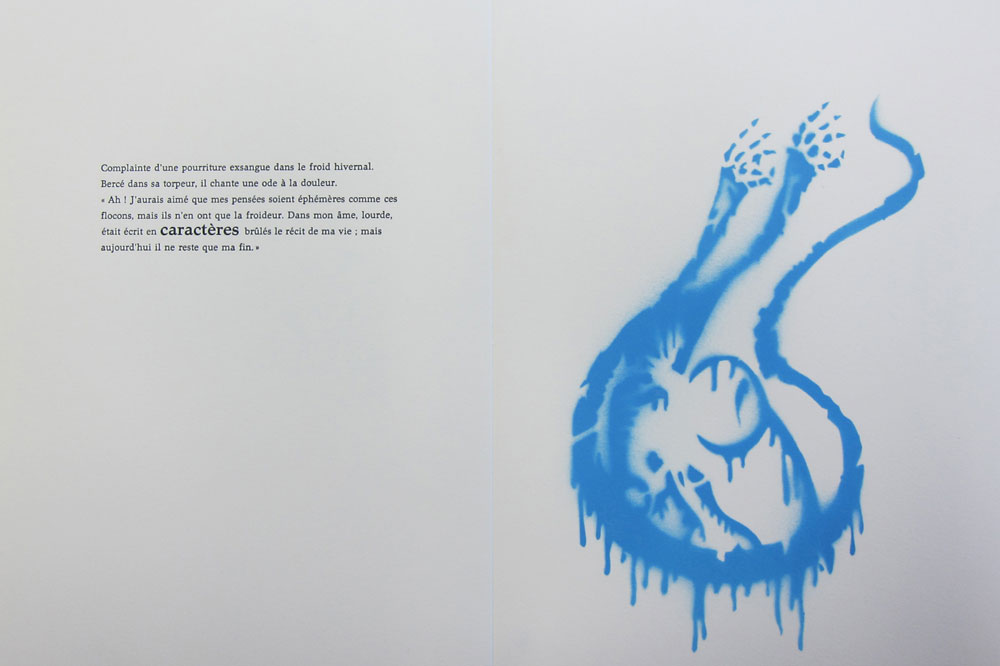 Complainte d'une pourriture exsangue dans le froid hivernal.
Bercé dans sa torpeur, il chante une ode à la douleur.
« Ah ! J'aurais aimé que mes pensées soient éphémères comme ces
flocons, mais ils n'en ont que la froideur. Dans mon âme, lourde,
était écrit en caractères brûlés le récit de ma vie ; mais
aujourd'hui il ne reste que ma fin. «